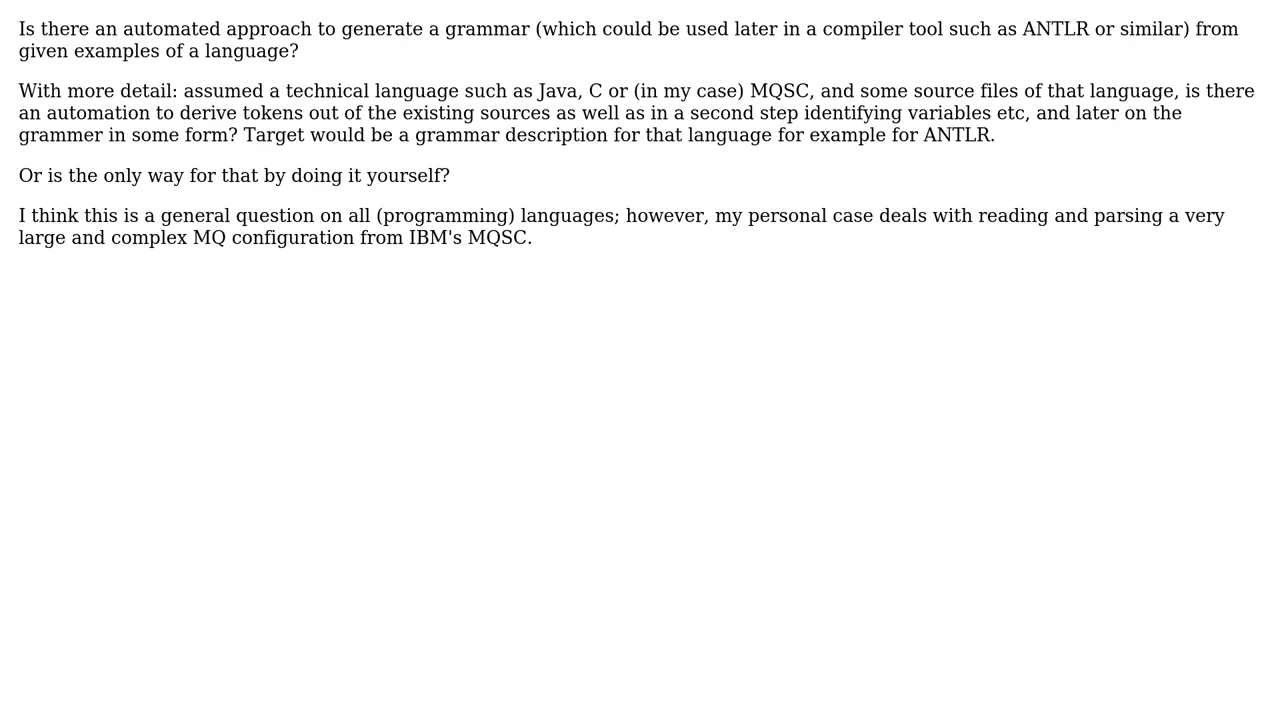 Is there an automated approach to generate a grammar (which could be used later in a compiler tool such as ANTLR or similar) from
given examples of a language?
With more detail: assumed a technical language such as Java, C or (in my case) MQSC, and some source files of that language, is there
an automation to derive tokens out of the existing sources as well as in a second step identifying variables etc, and later on the
grammer in some form? Target would be a grammar description for that language for example for ANTLR.
Or is the only way for that by doing it yourself?
I think this is a general question on all (programming) languages; however, my personal case deals with reading and parsing a very
large and complex MQ configuration from IBM's MQSC.